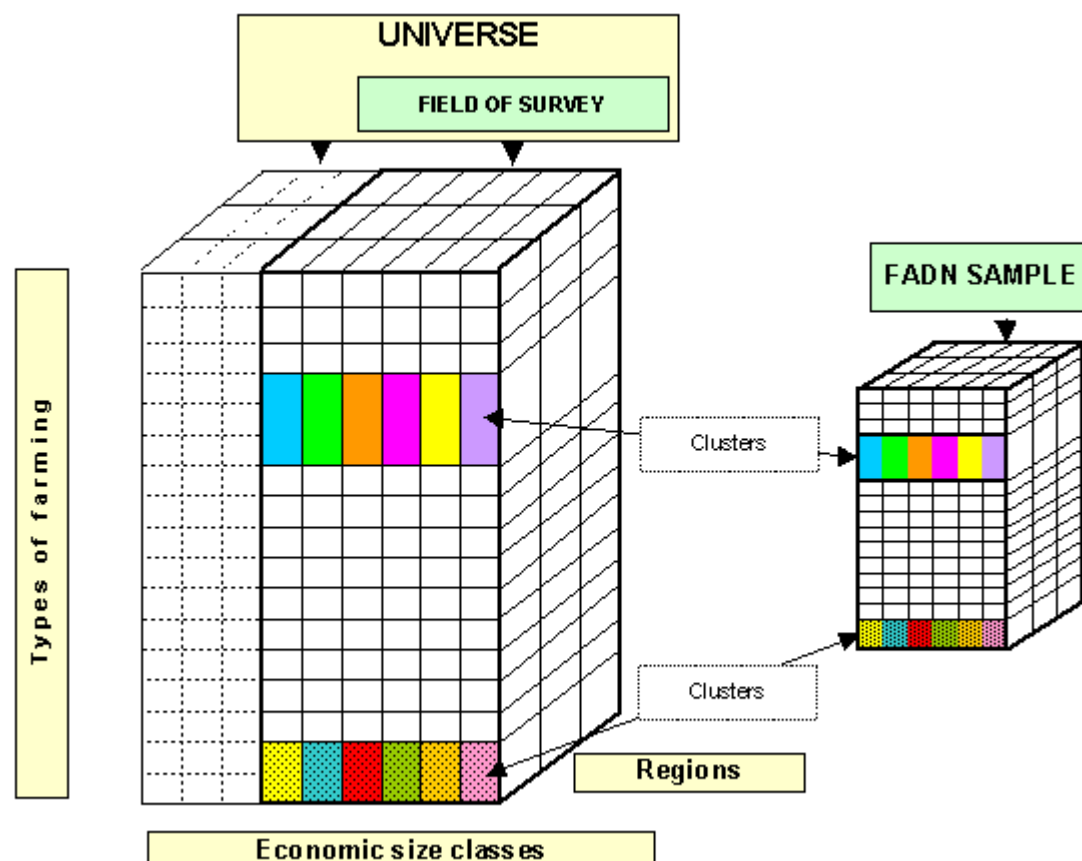 UNIVERSE
FIELD OF SURVEY
FADN SAMPLE
Types of farming
Clusters
Clusters
Regions
Economic size classes